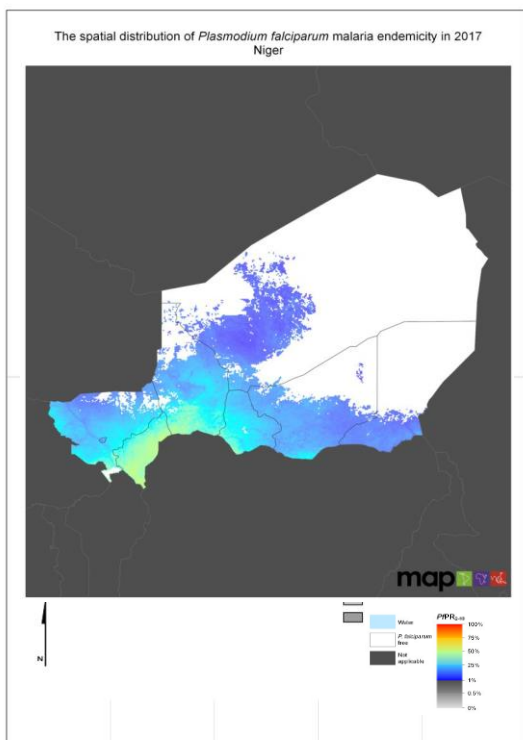 The spatial distribution of Plasmodium falciparum malaria endemicity in 2017
Niger
map
N
Water
P. falciparum
free
Not
applicable
PfPR₂₋₁₀
100%
75%
50%
25%
1%
0.5%
0%